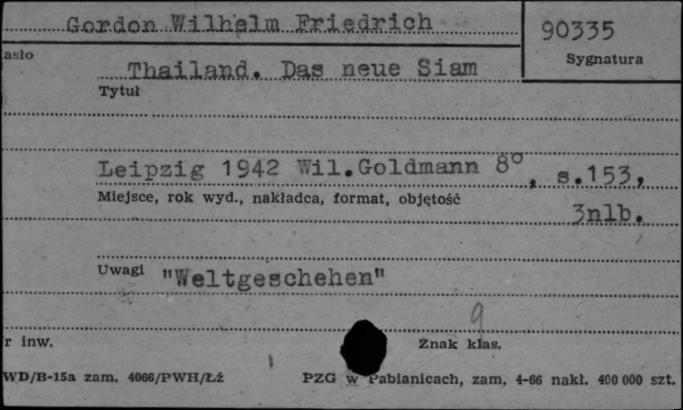 Gordon Wilhelm Friedrich
90335
asło
Sygnatura
Thailand. Das neue Siam
Tytuł
Leipzig 1942 Wil.Goldmann 8°, s.153,
Miejsce, rok wyd., nakładca, format, objętość
3nlb.
Uwagi "Weltgeschehen"
9
r inw.
Znak klas.
WD/B-15a zam. 4066/PWH/Łż PZG w Pabianicach, zam. 4-66 nakł. 400 000 szt.